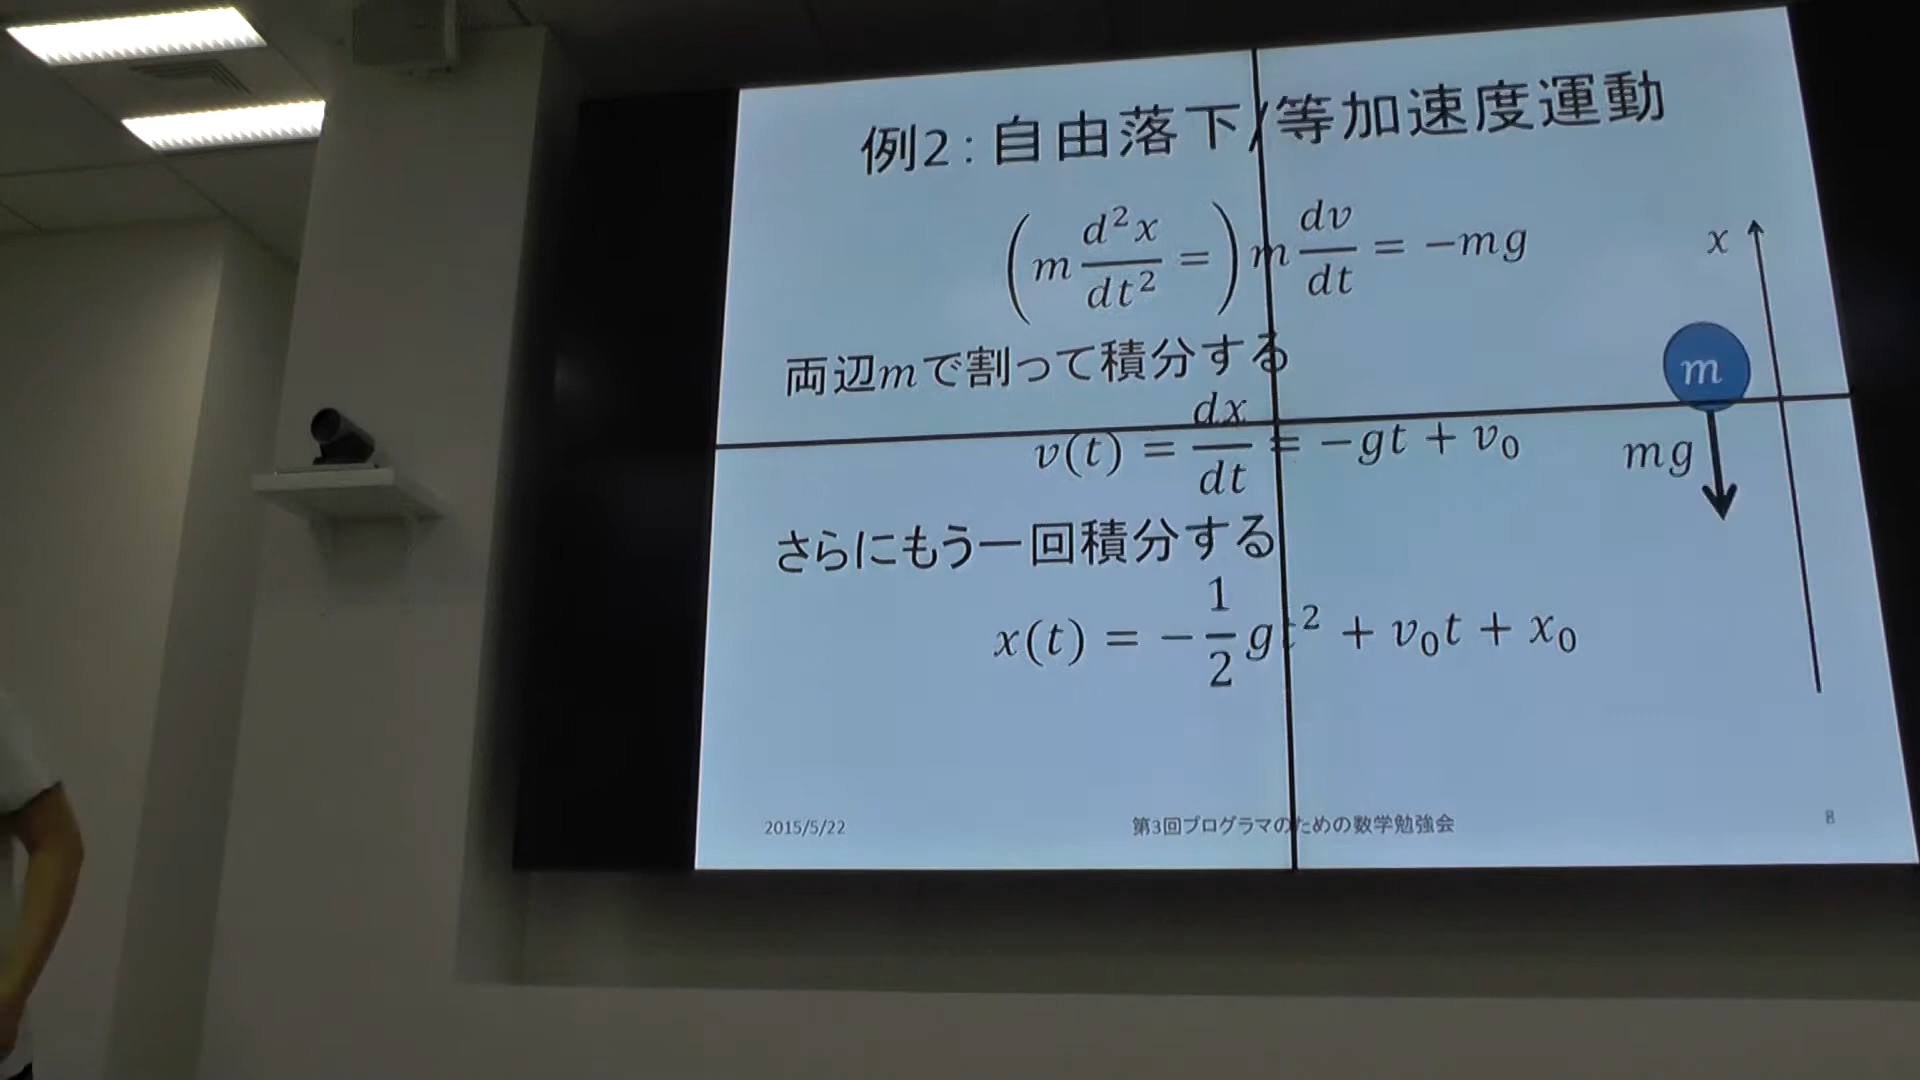 例2：自由落下/等加速度運動
(m d²x/dt² =) m dv/dt = −mg
x
両辺mで割って積分する
m
v(t) = dx/dt = −gt + v₀
mg
さらにもう一回積分する
x(t) = −1/2 gt² + v₀t + x₀
2015/5/22
第3回プログラマのための数学勉強会
8